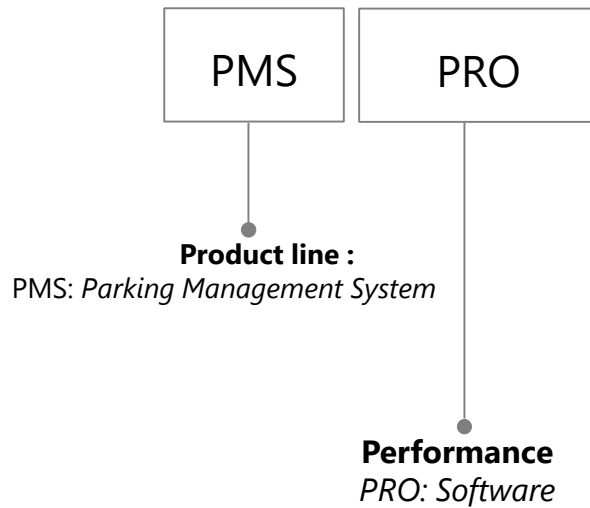 PMS PRO
Product line :
PMS: Parking Management System
Performance
PRO: Software